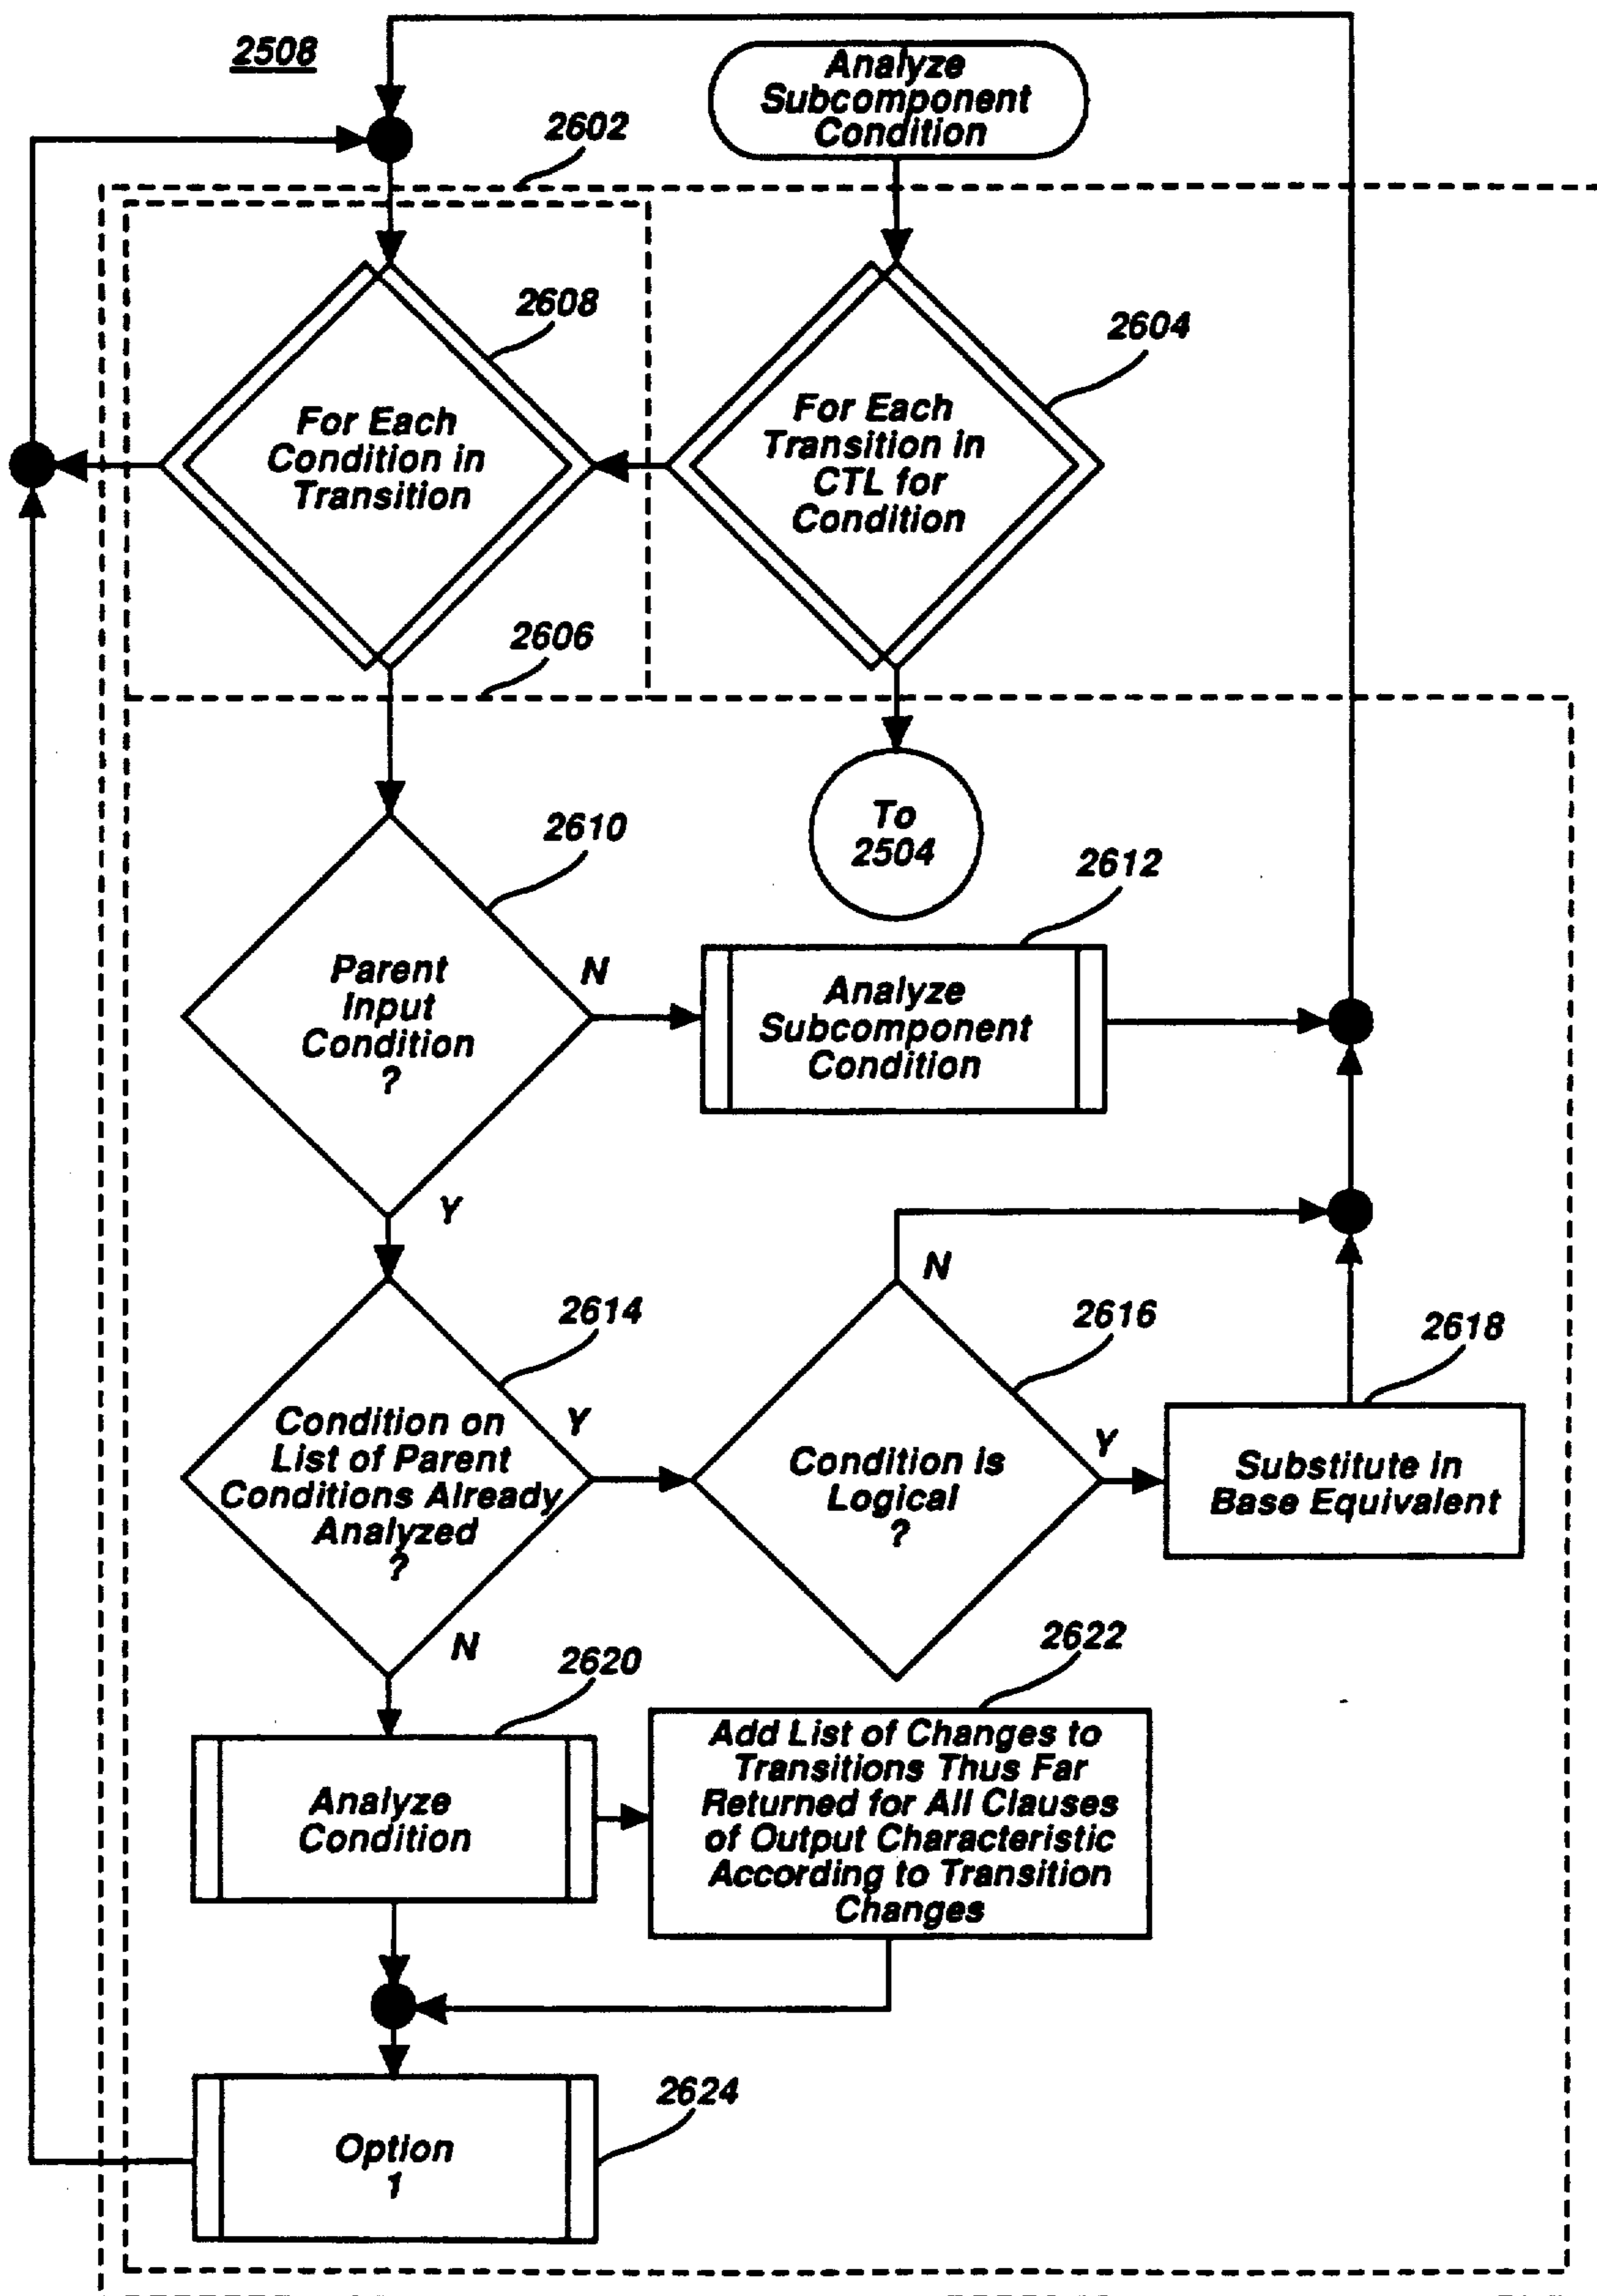 2508
Analyze
Subcomponent
Condition
2602
2608
2604
For Each
Condition in
Transition
For Each
Transition in
CTL for
Condition
2606
To
2504
2610
2612
Parent
Input
Condition
?
N
Analyze
Subcomponent
Condition
Y
N
2614
2616
2618
Condition on
List of Parent
Conditions Already
Analyzed
?
Y
Condition is
Logical
?
Y
Substitute in
Base Equivalent
N
2620
2622
Analyze
Condition
Add List of Changes to
Transitions Thus Far
Returned for All Clauses
of Output Characteristic
According to Transition
Changes
2624
Option
1